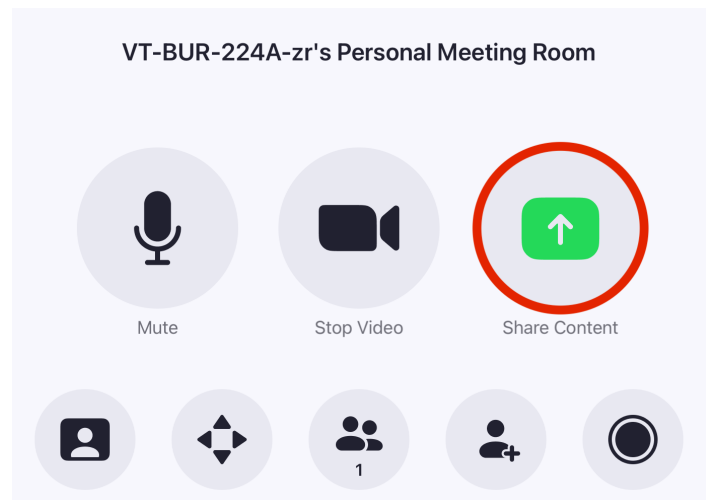 VT-BUR-224A-zr's Personal Meeting Room
Mute
Stop Video
Share Content
1